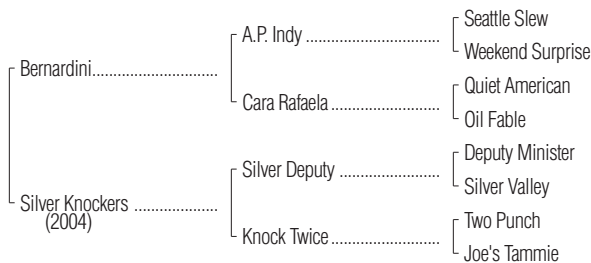 Seattle Slew
A.P. Indy ..............................
Weekend Surprise
Bernardini............................
Quiet American
Cara Rafaela ........................
Oil Fable
Deputy Minister
Silver Deputy ......................
Silver Valley
Silver Knockers ..................
(2004)
Two Punch
Knock Twice ........................
Joe's Tammie